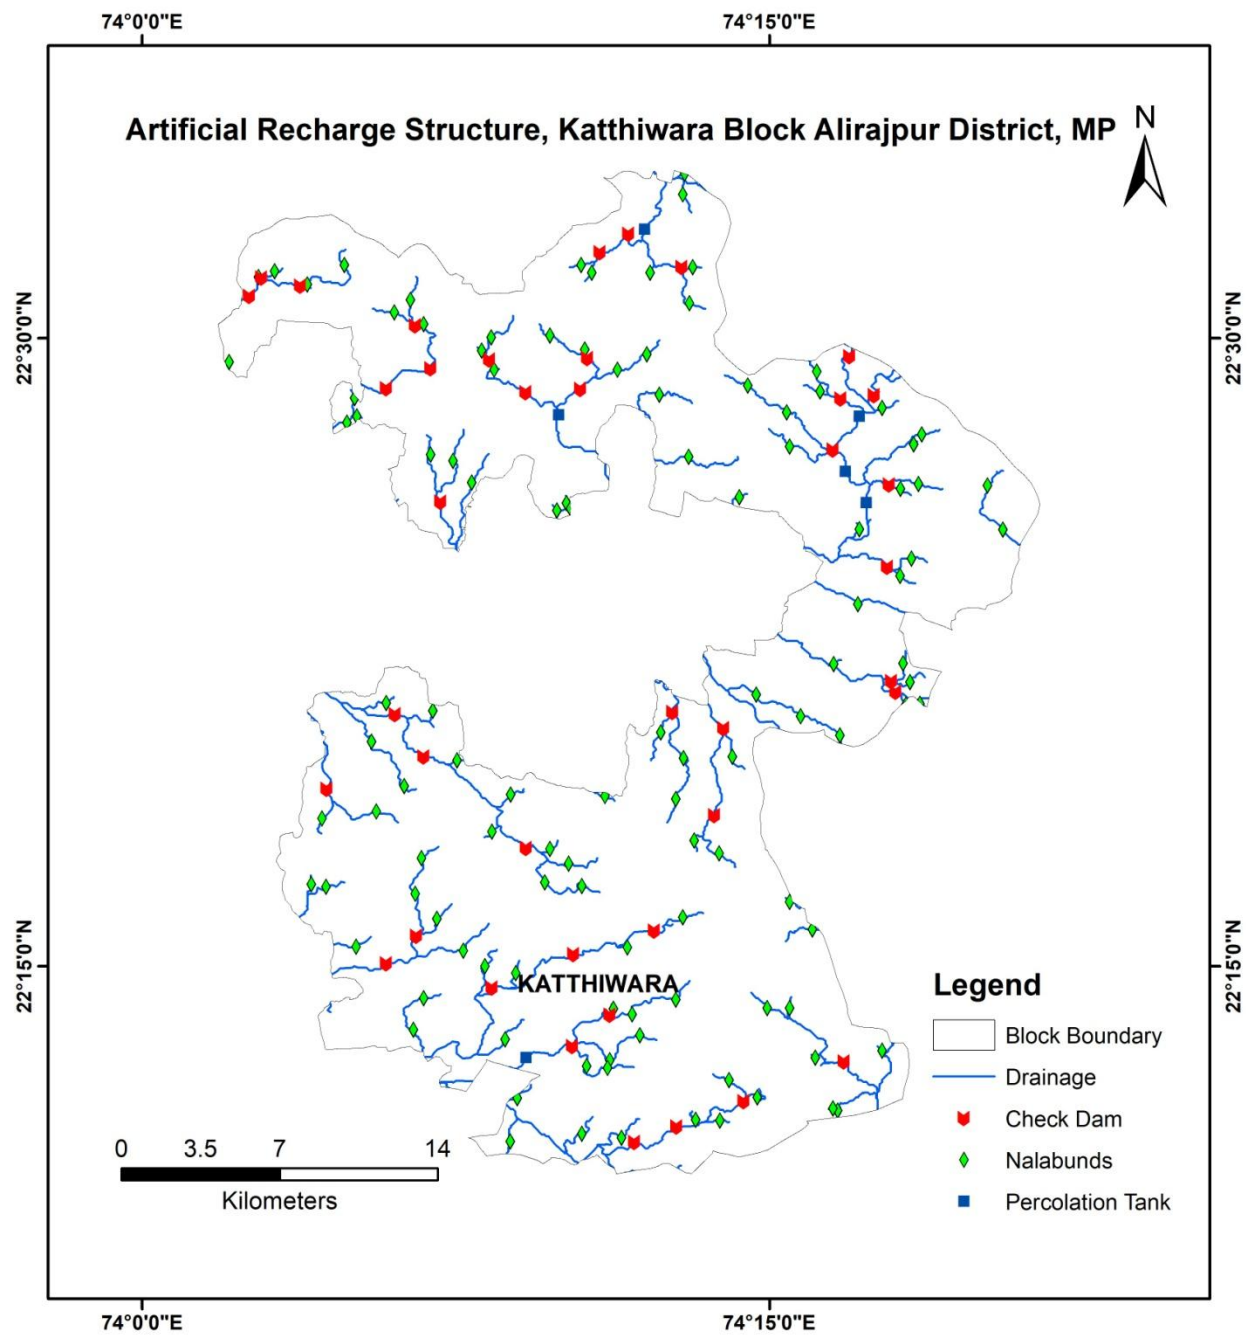 74°0'0"E 74°15'0"E
Artificial Recharge Structure, Katthiwara Block Alirajpur District, MP
N
22°30'0"N 22°30'0"N
22°15'0"N 22°15'0"N
KATTHIWARA
Legend
Block Boundary
Drainage
Check Dam
Nalabunds
Percolation Tank
0 3.5 7 14
Kilometers
74°0'0"E 74°15'0"E